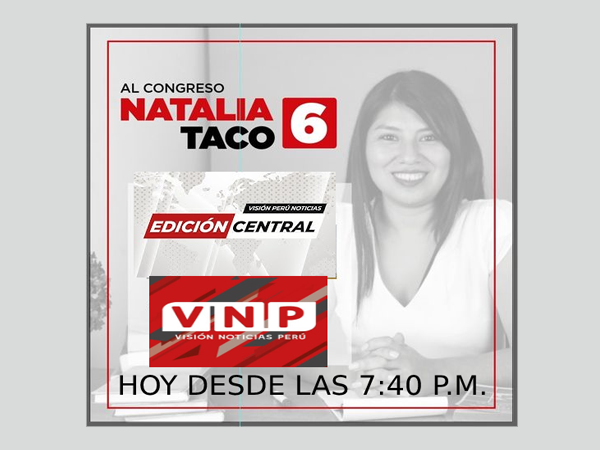 AL CONGRESO
NATALIA
TACO 6
VISIÓN PERÚ NOTICIAS
EDICIÓN CENTRAL
VNP
VISIÓN NOTICIAS PERÚ
HOY DESDE LAS 7:40 P.M.